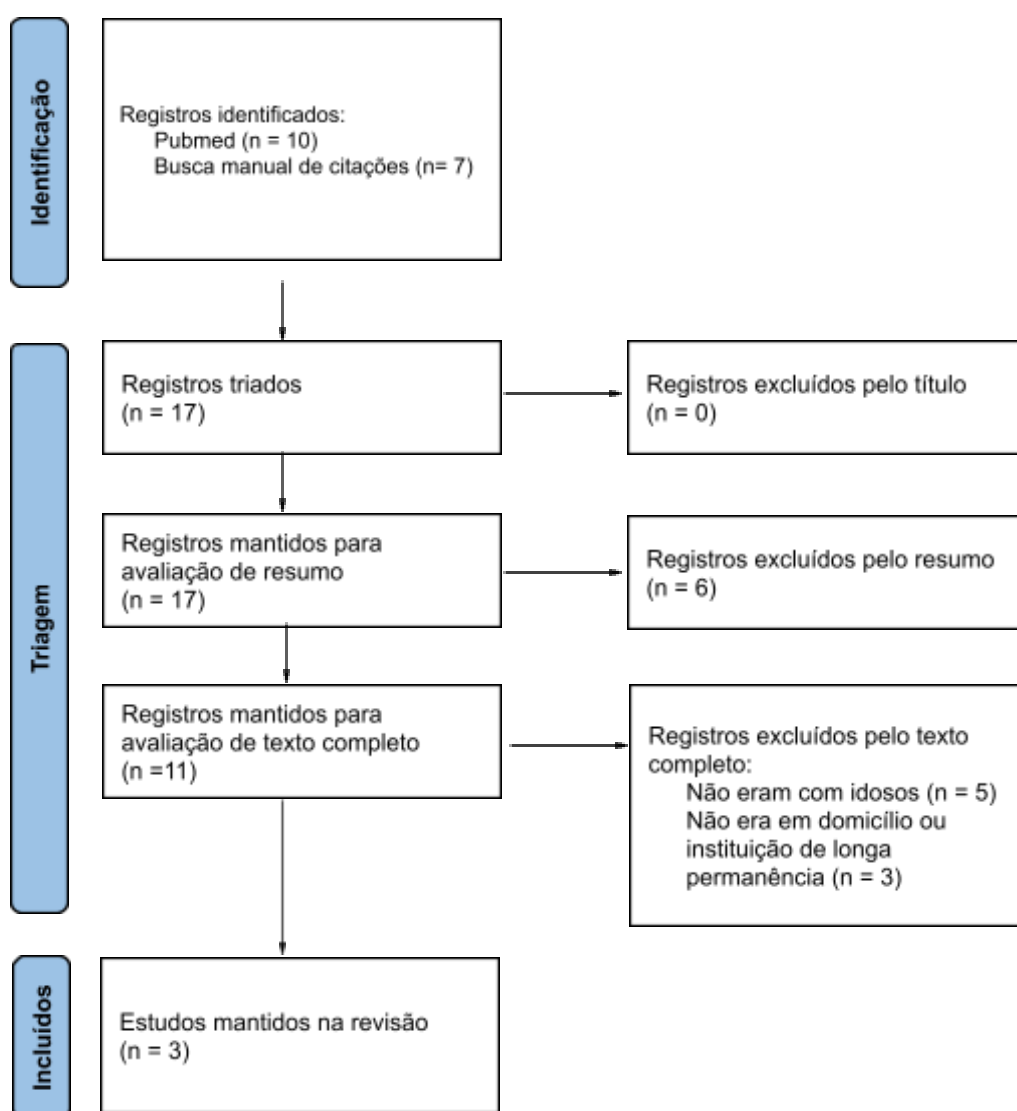 Identificação
Registros identificados:
Pubmed (n = 10)
Busca manual de citações (n= 7)
Triagem
Registros triados
(n = 17)
Registros excluídos pelo título
(n = 0)
Registros mantidos para
avaliação de resumo
(n = 17)
Registros excluídos pelo resumo
(n = 6)
Registros mantidos para
avaliação de texto completo
(n =11)
Registros excluídos pelo texto
completo:
Não eram com idosos (n = 5)
Não era em domicílio ou
instituição de longa
permanência (n = 3)
Incluídos
Estudos mantidos na revisão
(n = 3)